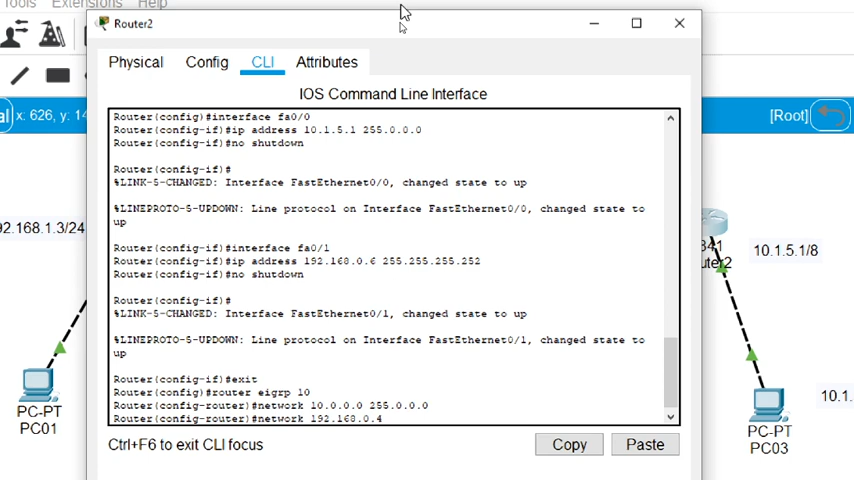 Tools Extensions Help
Router2
Physical Config CLI Attributes
x: 626, y: 14
[Root]
IOS Command Line Interface
Router(config)#interface fa0/0
Router(config-if)#ip address 10.1.5.1 255.0.0.0
Router(config-if)#no shutdown
Router(config-if)#
%LINK-5-CHANGED: Interface FastEthernet0/0, changed state to up
%LINEPROTO-5-UPDOWN: Line protocol on Interface FastEthernet0/0, changed state to
up
Router(config-if)#interface fa0/1
Router(config-if)#ip address 192.168.0.6 255.255.255.252
Router(config-if)#no shutdown
Router(config-if)#
%LINK-5-CHANGED: Interface FastEthernet0/1, changed state to up
%LINEPROTO-5-UPDOWN: Line protocol on Interface FastEthernet0/1, changed state to
up
Router(config-if)#exit
Router(config)#router eigrp 10
Router(config-router)#network 10.0.0.0 255.0.0.0
Router(config-router)#network 192.168.0.4
Ctrl+F6 to exit CLI focus
Copy Paste
92.168.1.3/24
PC-PT
PC01
841
uter2
10.1.5.1/8
10.1.
PC-PT
PC03